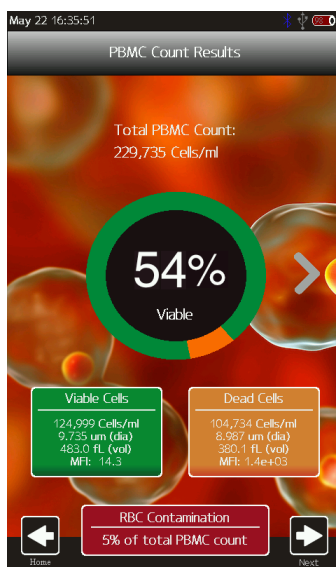 May 22 16:35:51
PBMC Count Results
Total PBMC Count:
229,735 Cells/ml
54%
Viable
Viable Cells
124,999 Cells/ml
9.735 um (dia)
483.0 fL (vol)
MFI: 14.3
Dead Cells
104,734 Cells/ml
8.987 um (dia)
380.1 fL (vol)
MFI: 1.4e+03
RBC Contamination
5% of total PBMC count
Home
Next